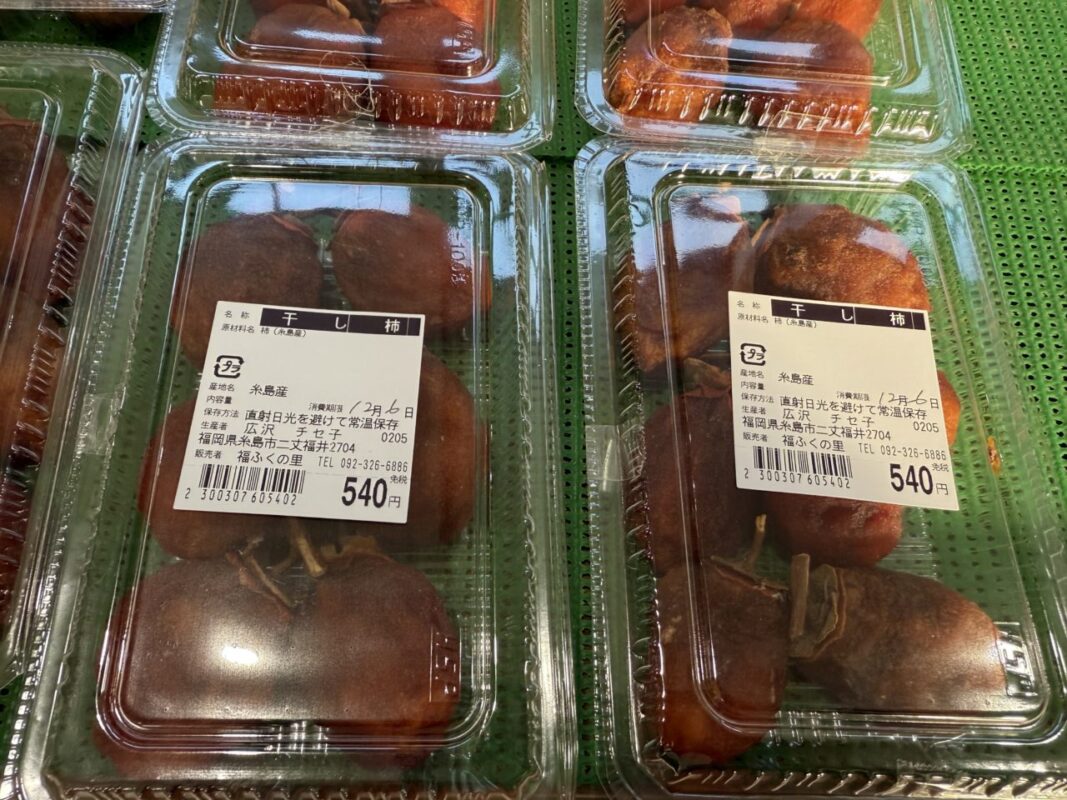 名称 干し柿
原材料名 柿(糸島産)
プラ
産地名 糸島産
内容量
消費期限 12月6日
保存方法 直射日光を避けて常温保存
生産者 広沢 チセ子 0205
福岡県糸島市二丈福井2704
販売者 福ふくの里 TEL 092-326-6886
2 300307 605402
免税
540円
名称 干し柿
原材料名 柿(糸島産)
プラ
産地名 糸島産
内容量
消費期限 12月6日
保存方法 直射日光を避けて常温保存
生産者 広沢 チセ子 0205
福岡県糸島市二丈福井2704
販売者 福ふくの里 TEL 092-326-6886
2 300307 605402
免税
540円